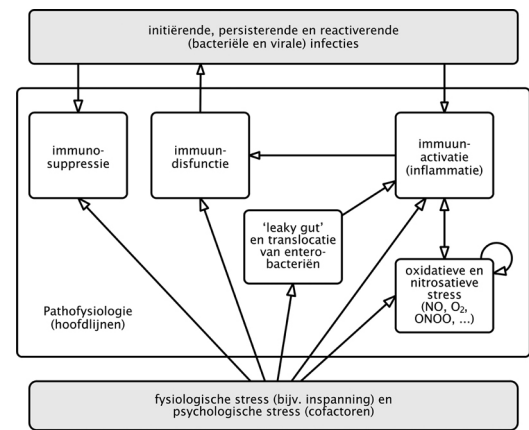 initiërende, persisterende en reactiverende
(bacteriële en virale) infecties
immuno-
suppressie
immuun-
disfunctie
immuun-
activatie
(inflammatie)
'leaky gut'
en translocatie
van entero-
bacteriën
oxidatieve en
nitrosatieve
stress
(NO, O₂,
ONOO, ...)
Pathofysiologie
(hoofdlijnen)
fysiologische stress (bijv. inspanning) en
psychologische stress (cofactoren)